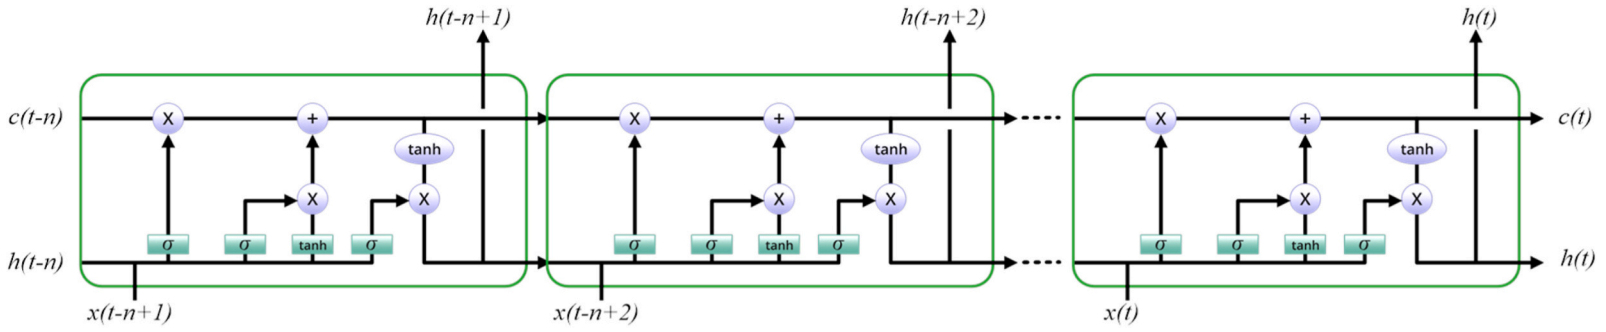 h(t-n+1) h(t-n+2) h(t)
c(t-n) X + X + X + c(t)
tanh tanh tanh
X X X X X X
σ σ tanh σ σ σ tanh σ σ σ tanh σ
h(t-n) h(t)
x(t-n+1) x(t-n+2) x(t)